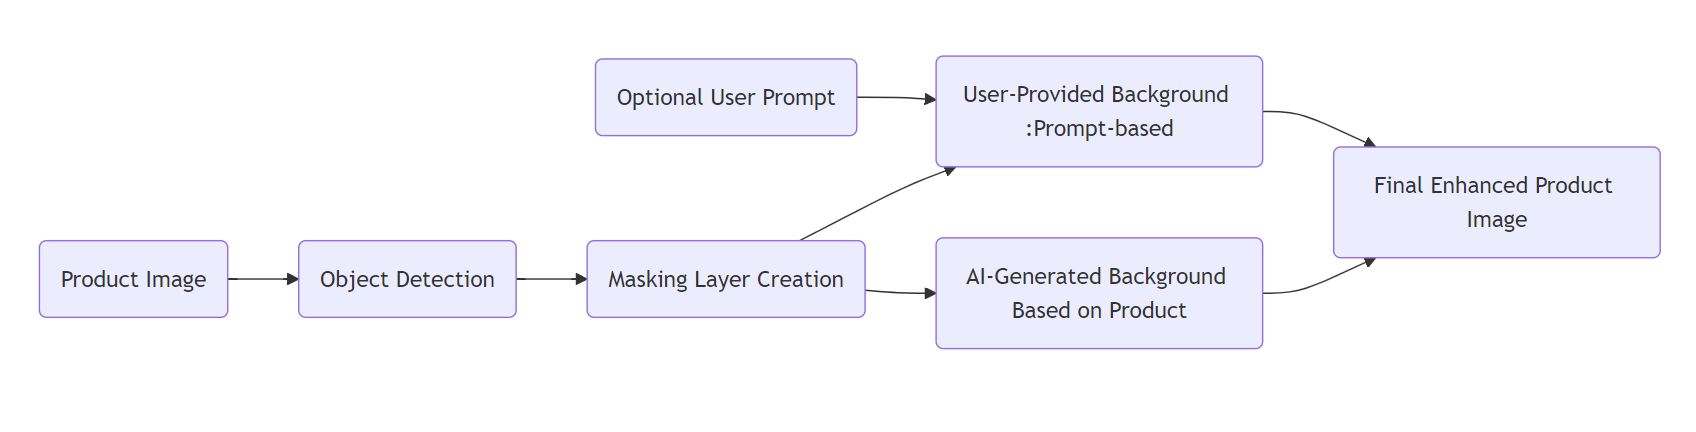 Optional User Prompt
User-Provided Background
:Prompt-based
Final Enhanced Product
Image
Product Image
Object Detection
Masking Layer Creation
AI-Generated Background
Based on Product